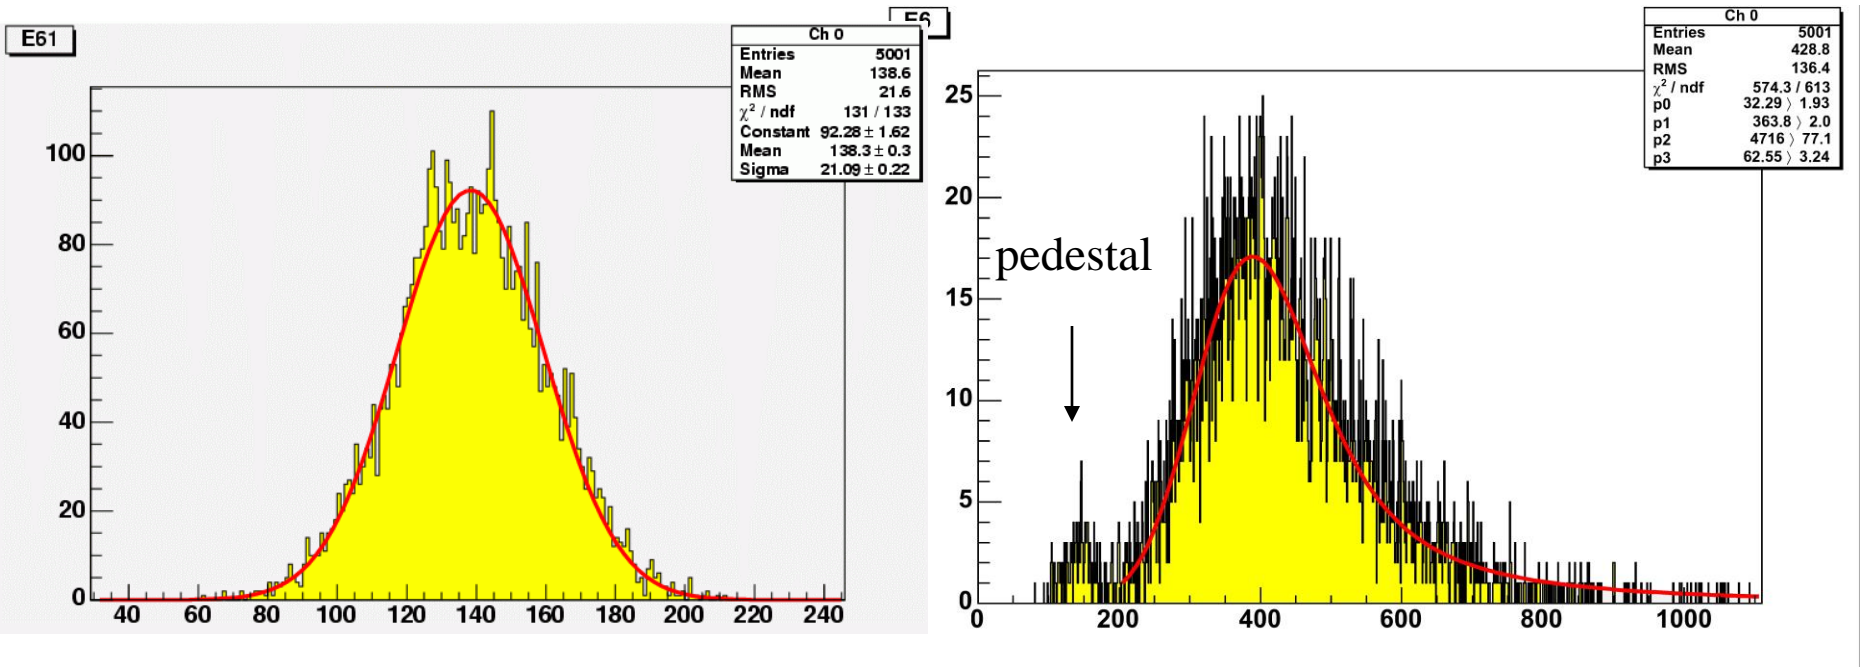 E61
Ch 0
Entries 5001
Mean 138.6
RMS 21.6
χ² / ndf 131 / 133
Constant 92.28 ± 1.62
Mean 138.3 ± 0.3
Sigma 21.09 ± 0.22
100
80
60
40
20
0
40 60 80 100 120 140 160 180 200 220 240
E6
Ch 0
Entries 5001
Mean 428.8
RMS 136.4
χ² / ndf 574.3 / 613
p0 32.29 〉 1.93
p1 363.8 〉 2.0
p2 4716 〉 77.1
p3 62.55 〉 3.24
pedestal
25
20
15
10
5
0
0 200 400 600 800 1000